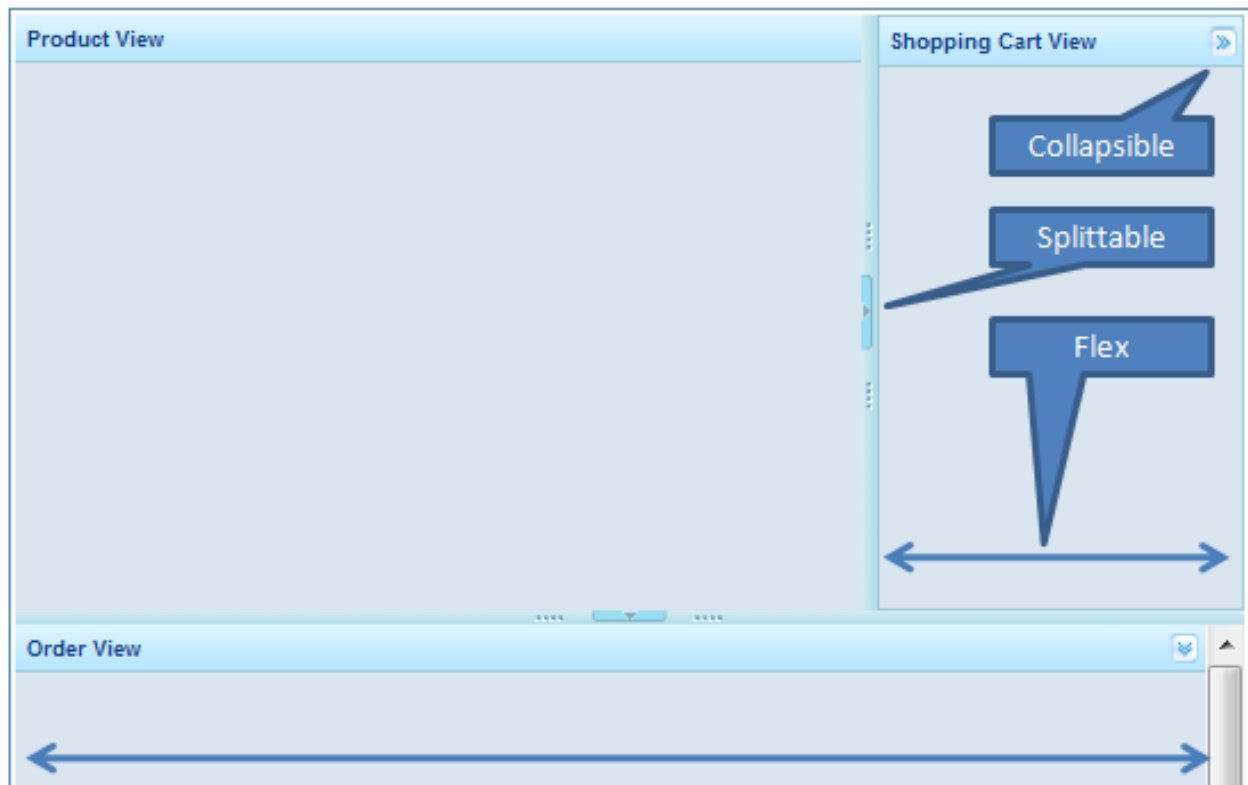 Product View
Shopping Cart View
Collapsible
Splittable
Flex
Order View